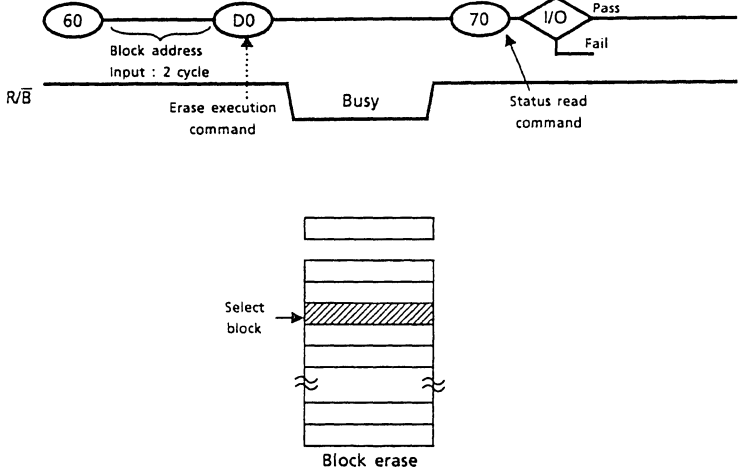 60
D0
70
I/O
Pass
Fail
Block address
Input : 2 cycle
Erase execution
command
Status read
command
R/B̅
Busy
Select
block
Block erase